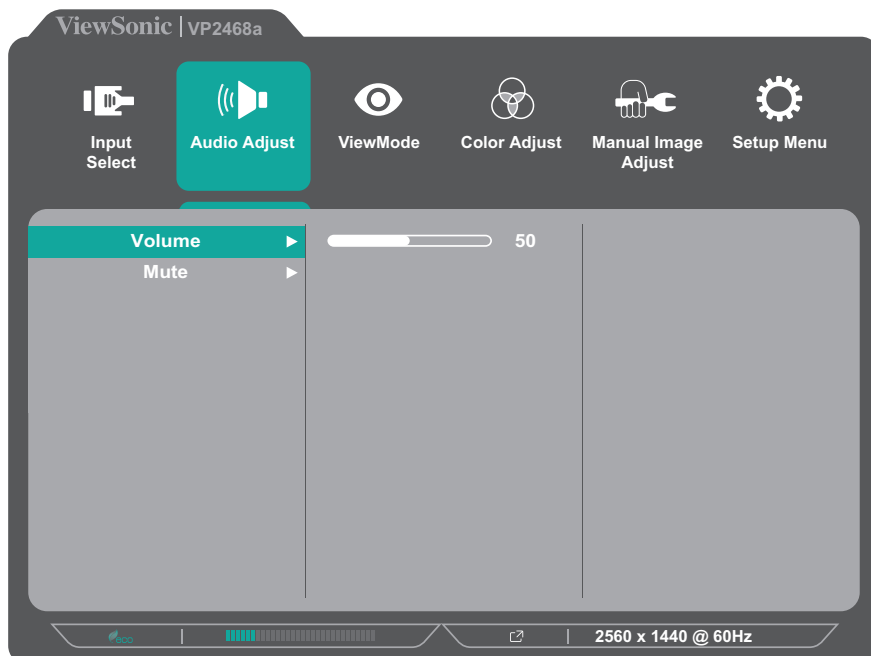 ViewSonic | VP2468a
Input Select
Audio Adjust
ViewMode
Color Adjust
Manual Image Adjust
Setup Menu
Volume 50
Mute
eco
2560 x 1440 @ 60Hz